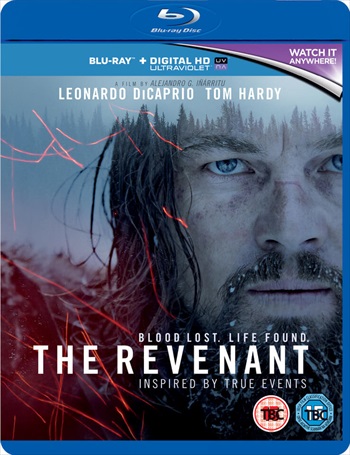 Blu-ray Disc
BLU-RAY + DIGITAL HD
ULTRAVIOLET
UV
WATCH IT
ANYWHERE!
A FILM BY ALEJANDRO G. IÑÁRRITU
LEONARDO DiCAPRIO TOM HARDY
BLOOD LOST. LIFE FOUND.
THE REVENANT
INSPIRED BY TRUE EVENTS
TBC